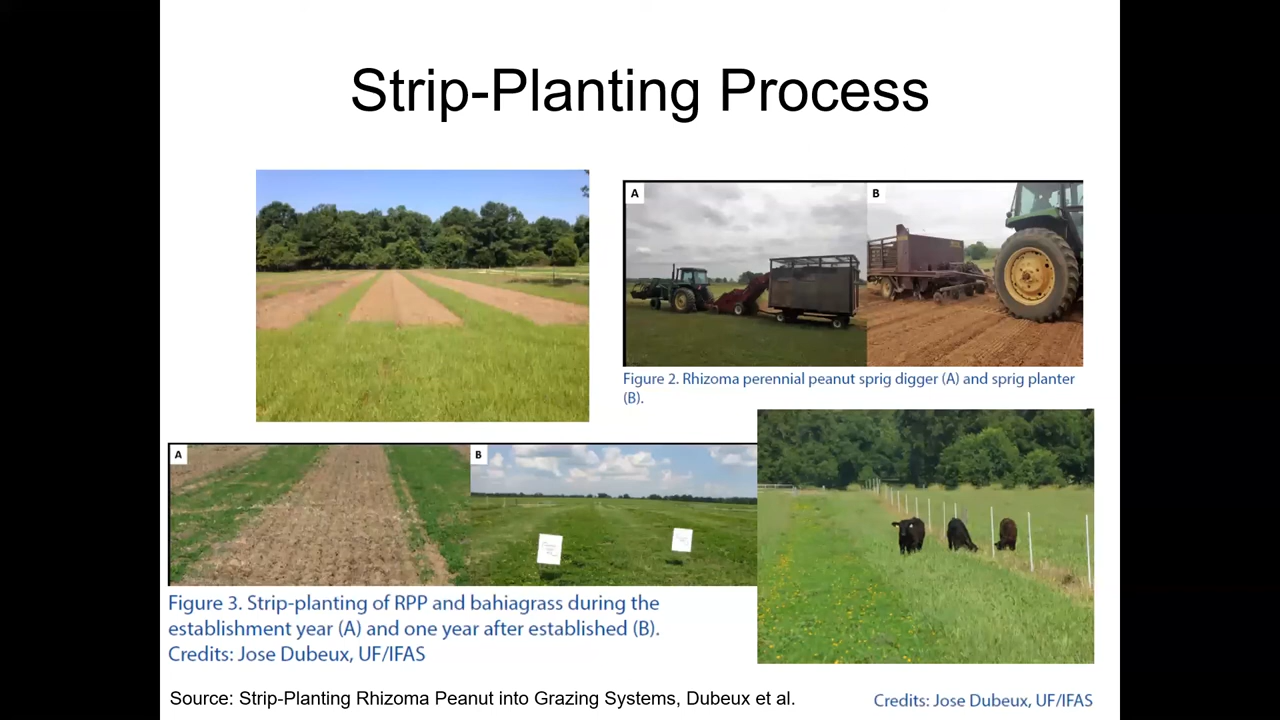 Strip-Planting Process
A
B
Figure 2. Rhizoma perennial peanut sprig digger (A) and sprig planter
(B).
A
B
Figure 3. Strip-planting of RPP and bahiagrass during the
establishment year (A) and one year after established (B).
Credits: Jose Dubeux, UF/IFAS
Source: Strip-Planting Rhizoma Peanut into Grazing Systems, Dubeux et al.
Credits: Jose Dubeux, UF/IFAS